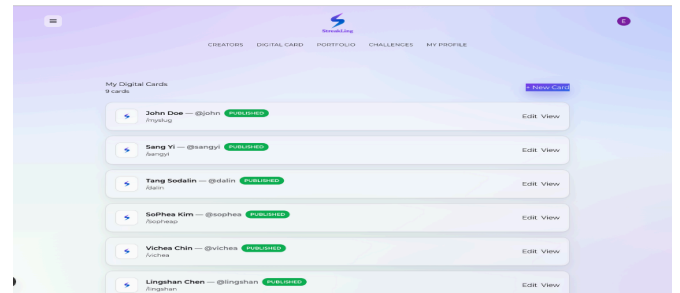 StreakLing
E
CREATORS DIGITAL CARD PORTFOLIO CHALLENGES MY PROFILE
My Digital Cards
9 cards
+ New Card
John Doe — @john PUBLISHED
/myslug
Edit View
Sang Yi — @sangyi PUBLISHED
/sangyi
Edit View
Tang Sodalin — @dalin PUBLISHED
/dalin
Edit View
SoPhea Kim — @sophea PUBLISHED
/Sopheap
Edit View
Vichea Chin — @vichea PUBLISHED
/vichea
Edit View
Lingshan Chen — @lingshan PUBLISHED
/lingshan
Edit View